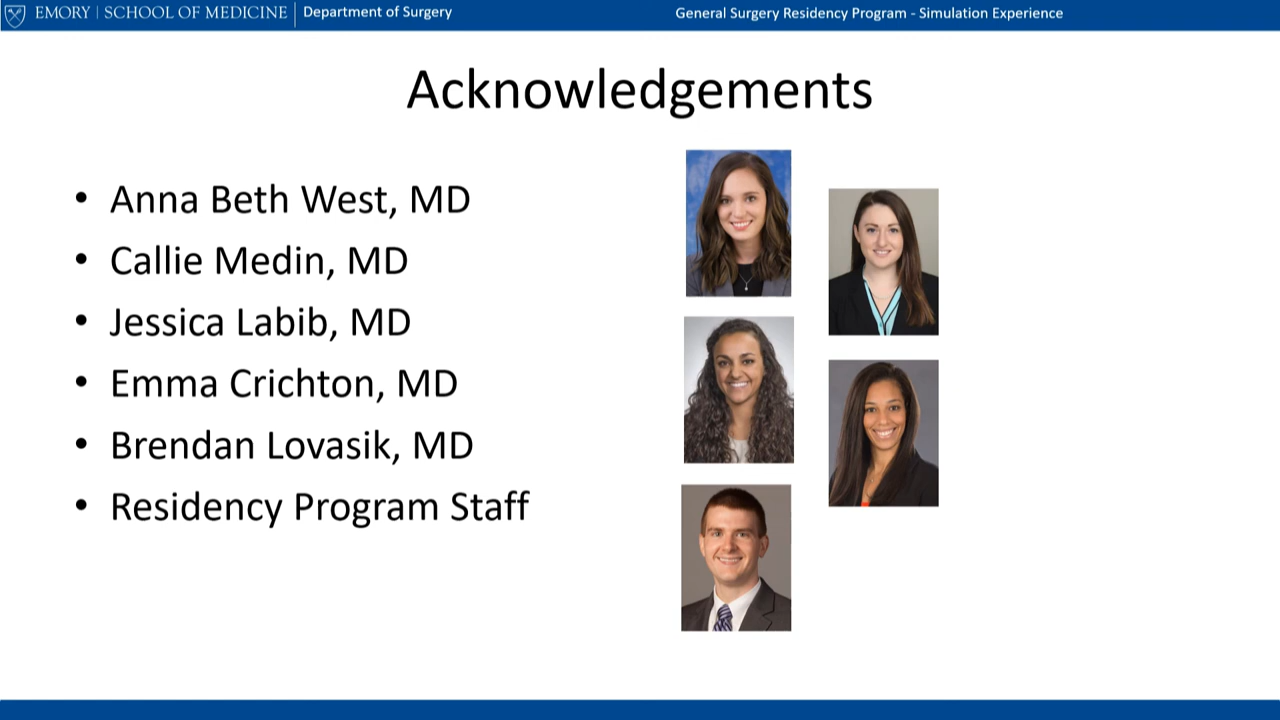 EMORY | SCHOOL OF MEDICINE | Department of Surgery
General Surgery Residency Program - Simulation Experience
Acknowledgements
• Anna Beth West, MD
• Callie Medin, MD
• Jessica Labib, MD
• Emma Crichton, MD
• Brendan Lovasik, MD
• Residency Program Staff